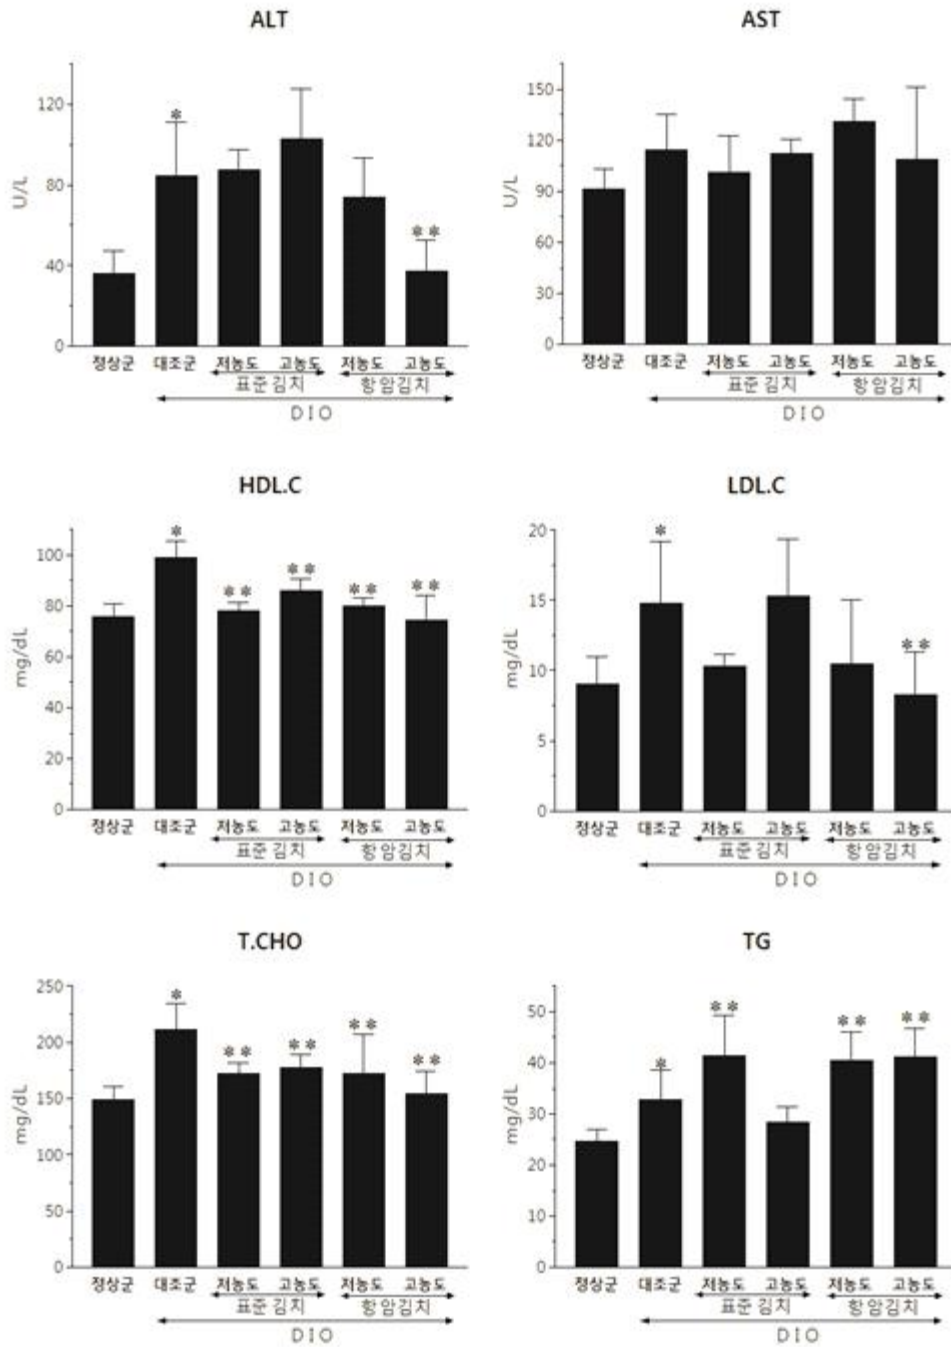 ALT
*
**
120
80
40
0
U/L
정상군 대조군 저농도 고농도 저농도 고농도
표준김치 항암김치
DIO
AST
150
120
90
60
30
0
U/L
정상군 대조군 저농도 고농도 저농도 고농도
표준김치 항암김치
DIO
HDL.C
*
** ** ** **
100
80
60
40
20
0
mg/dL
정상군 대조군 저농도 고농도 저농도 고농도
표준김치 항암김치
DIO
LDL.C
*
**
20
15
10
5
0
mg/dL
정상군 대조군 저농도 고농도 저농도 고농도
표준김치 항암김치
DIO
T.CHO
*
** ** ** **
250
200
150
100
50
0
mg/dL
정상군 대조군 저농도 고농도 저농도 고농도
표준김치 항암김치
DIO
TG
* ** ** **
50
40
30
20
10
0
mg/dL
정상군 대조군 저농도 고농도 저농도 고농도
표준김치 항암김치
DIO